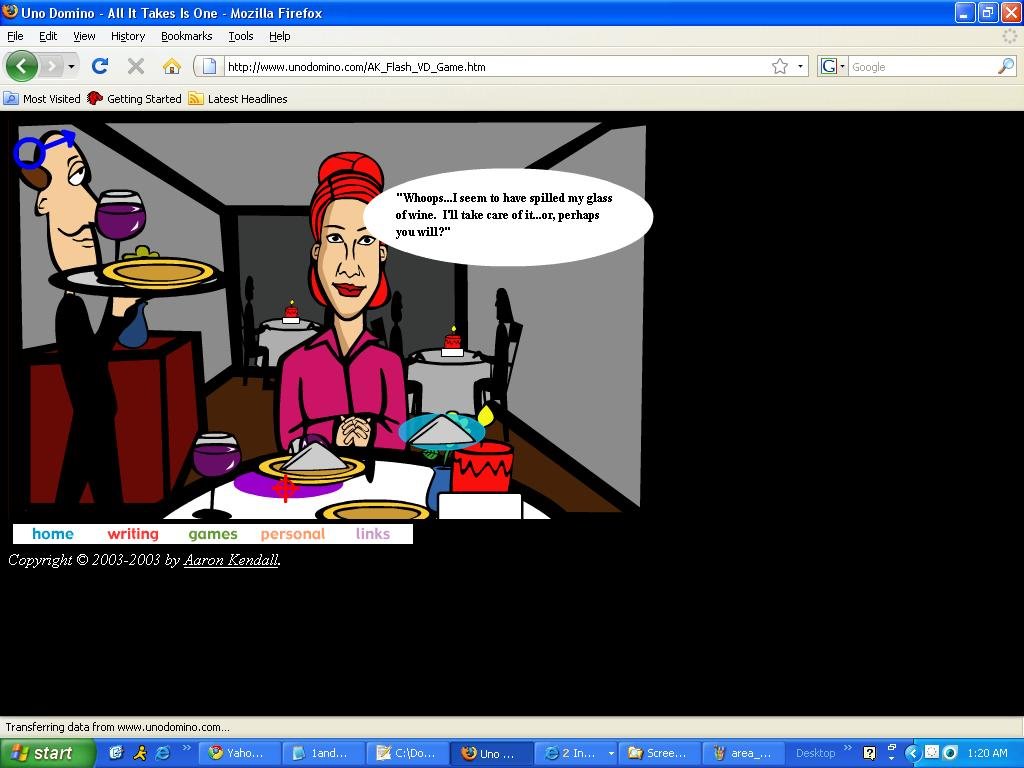 Uno Domino - All It Takes Is One - Mozilla Firefox
File Edit View History Bookmarks Tools Help
http://www.unodomino.com/AK_Flash_VD_Game.htm
G Google
Most Visited Getting Started Latest Headlines
"Whoops...I seem to have spilled my glass
of wine. I'll take care of it...or, perhaps
you will?"
home writing games personal links
Copyright © 2003-2003 by Aaron Kendall.
Transferring data from www.unodomino.com...
start » Yaho... 1and... C:\Do... Uno ... 2 In... Scree... area_... Desktop » ? 1:20 AM